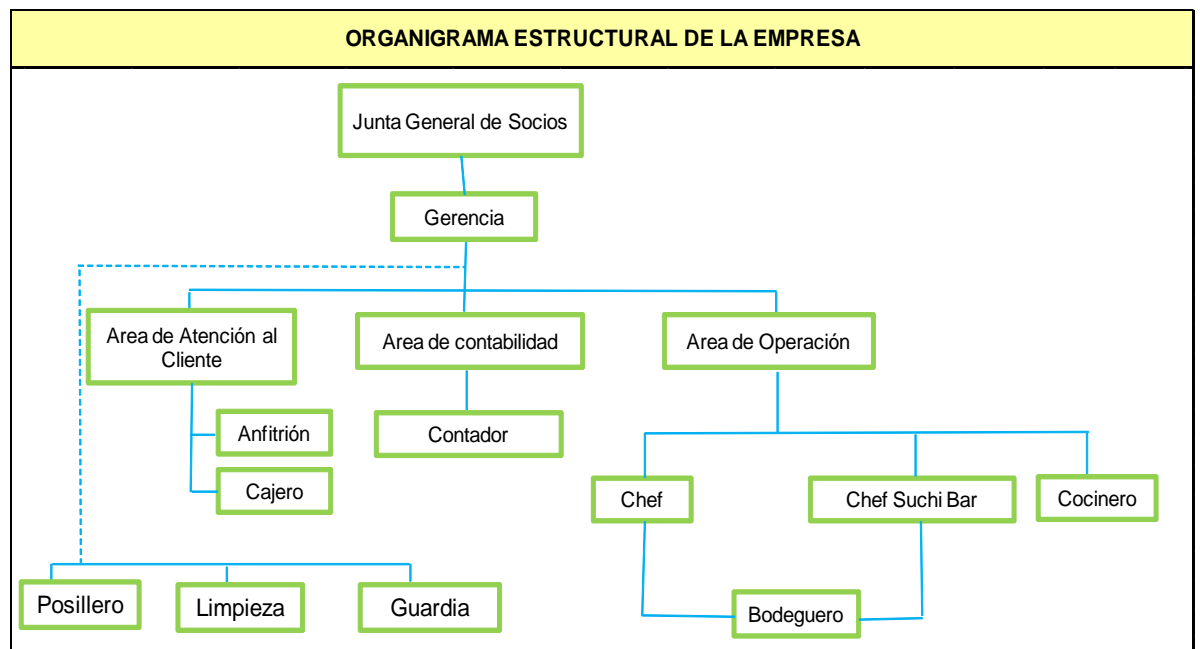 ORGANIGRAMA ESTRUCTURAL DE LA EMPRESA
Junta General de Socios
Gerencia
Area de Atención al
Cliente
Area de contabilidad
Area de Operación
Anfitrión
Contador
Cajero
Chef
Chef Suchi Bar
Cocinero
Posillero
Limpieza
Guardia
Bodeguero